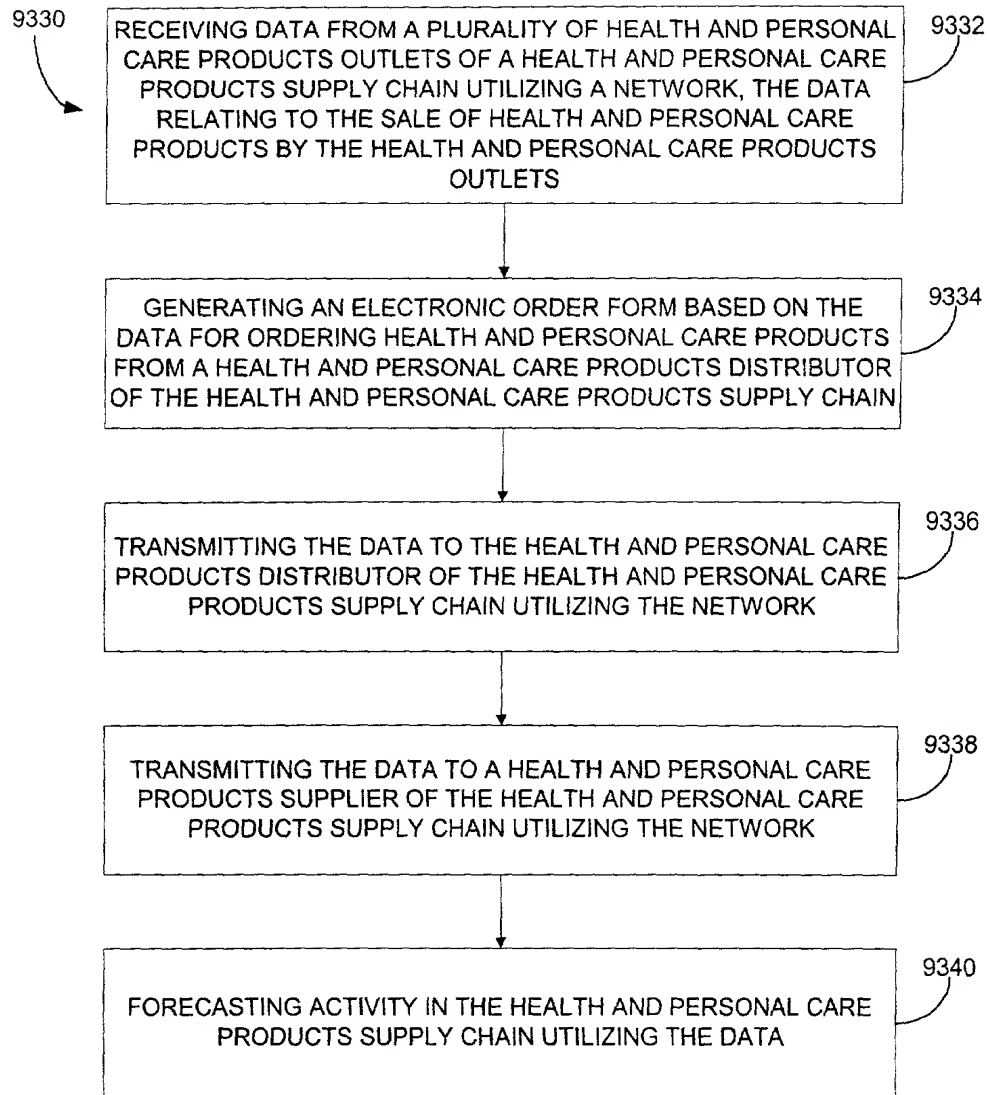 9330
RECEIVING DATA FROM A PLURALITY OF HEALTH AND PERSONAL
CARE PRODUCTS OUTLETS OF A HEALTH AND PERSONAL CARE
PRODUCTS SUPPLY CHAIN UTILIZING A NETWORK, THE DATA
RELATING TO THE SALE OF HEALTH AND PERSONAL CARE
PRODUCTS BY THE HEALTH AND PERSONAL CARE PRODUCTS
OUTLETS
9332
GENERATING AN ELECTRONIC ORDER FORM BASED ON THE
DATA FOR ORDERING HEALTH AND PERSONAL CARE PRODUCTS
FROM A HEALTH AND PERSONAL CARE PRODUCTS DISTRIBUTOR
OF THE HEALTH AND PERSONAL CARE PRODUCTS SUPPLY CHAIN
9334
TRANSMITTING THE DATA TO THE HEALTH AND PERSONAL CARE
PRODUCTS DISTRIBUTOR OF THE HEALTH AND PERSONAL CARE
PRODUCTS SUPPLY CHAIN UTILIZING THE NETWORK
9336
TRANSMITTING THE DATA TO A HEALTH AND PERSONAL CARE
PRODUCTS SUPPLIER OF THE HEALTH AND PERSONAL CARE
PRODUCTS SUPPLY CHAIN UTILIZING THE NETWORK
9338
FORECASTING ACTIVITY IN THE HEALTH AND PERSONAL CARE
PRODUCTS SUPPLY CHAIN UTILIZING THE DATA
9340